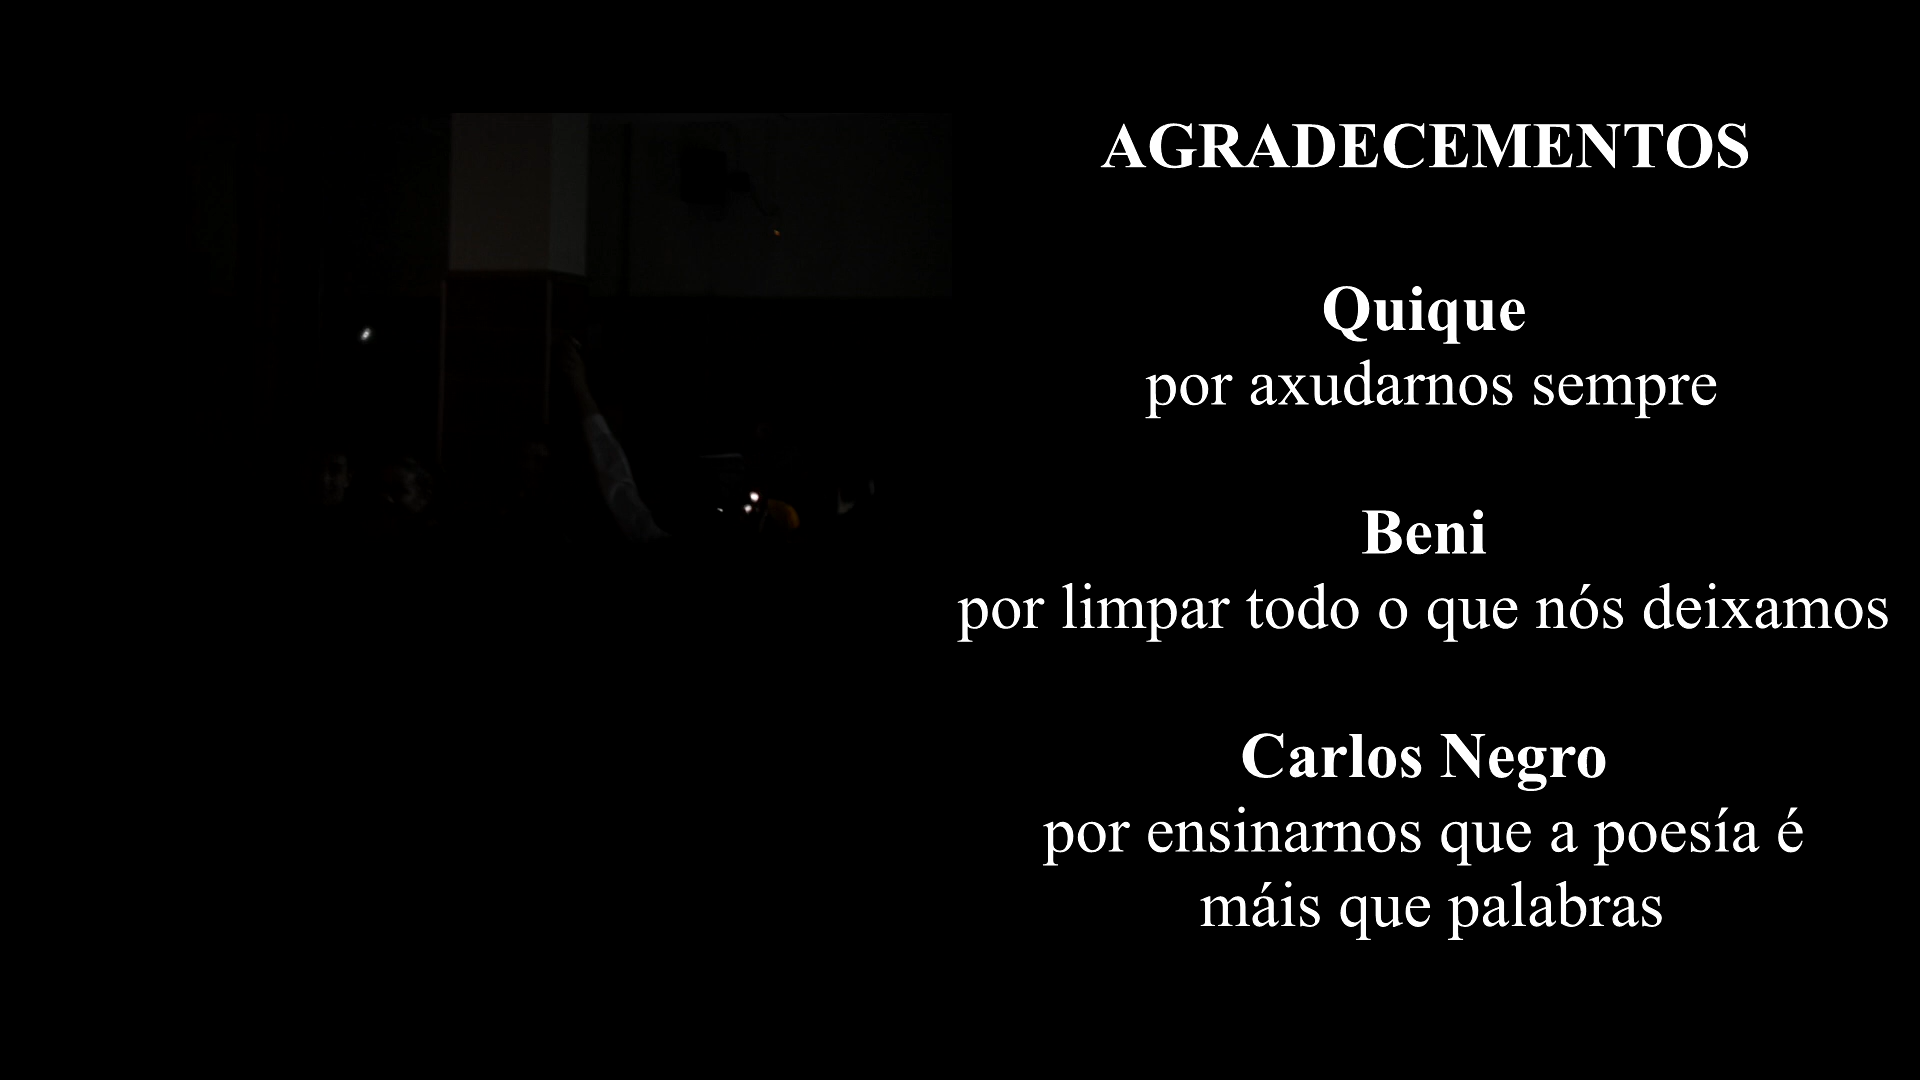 AGRADECEMENTOS
Quique
por axudarnos sempre
Beni
por limpar todo o que nós deixamos
Carlos Negro
por ensinarnos que a poesía é
máis que palabras